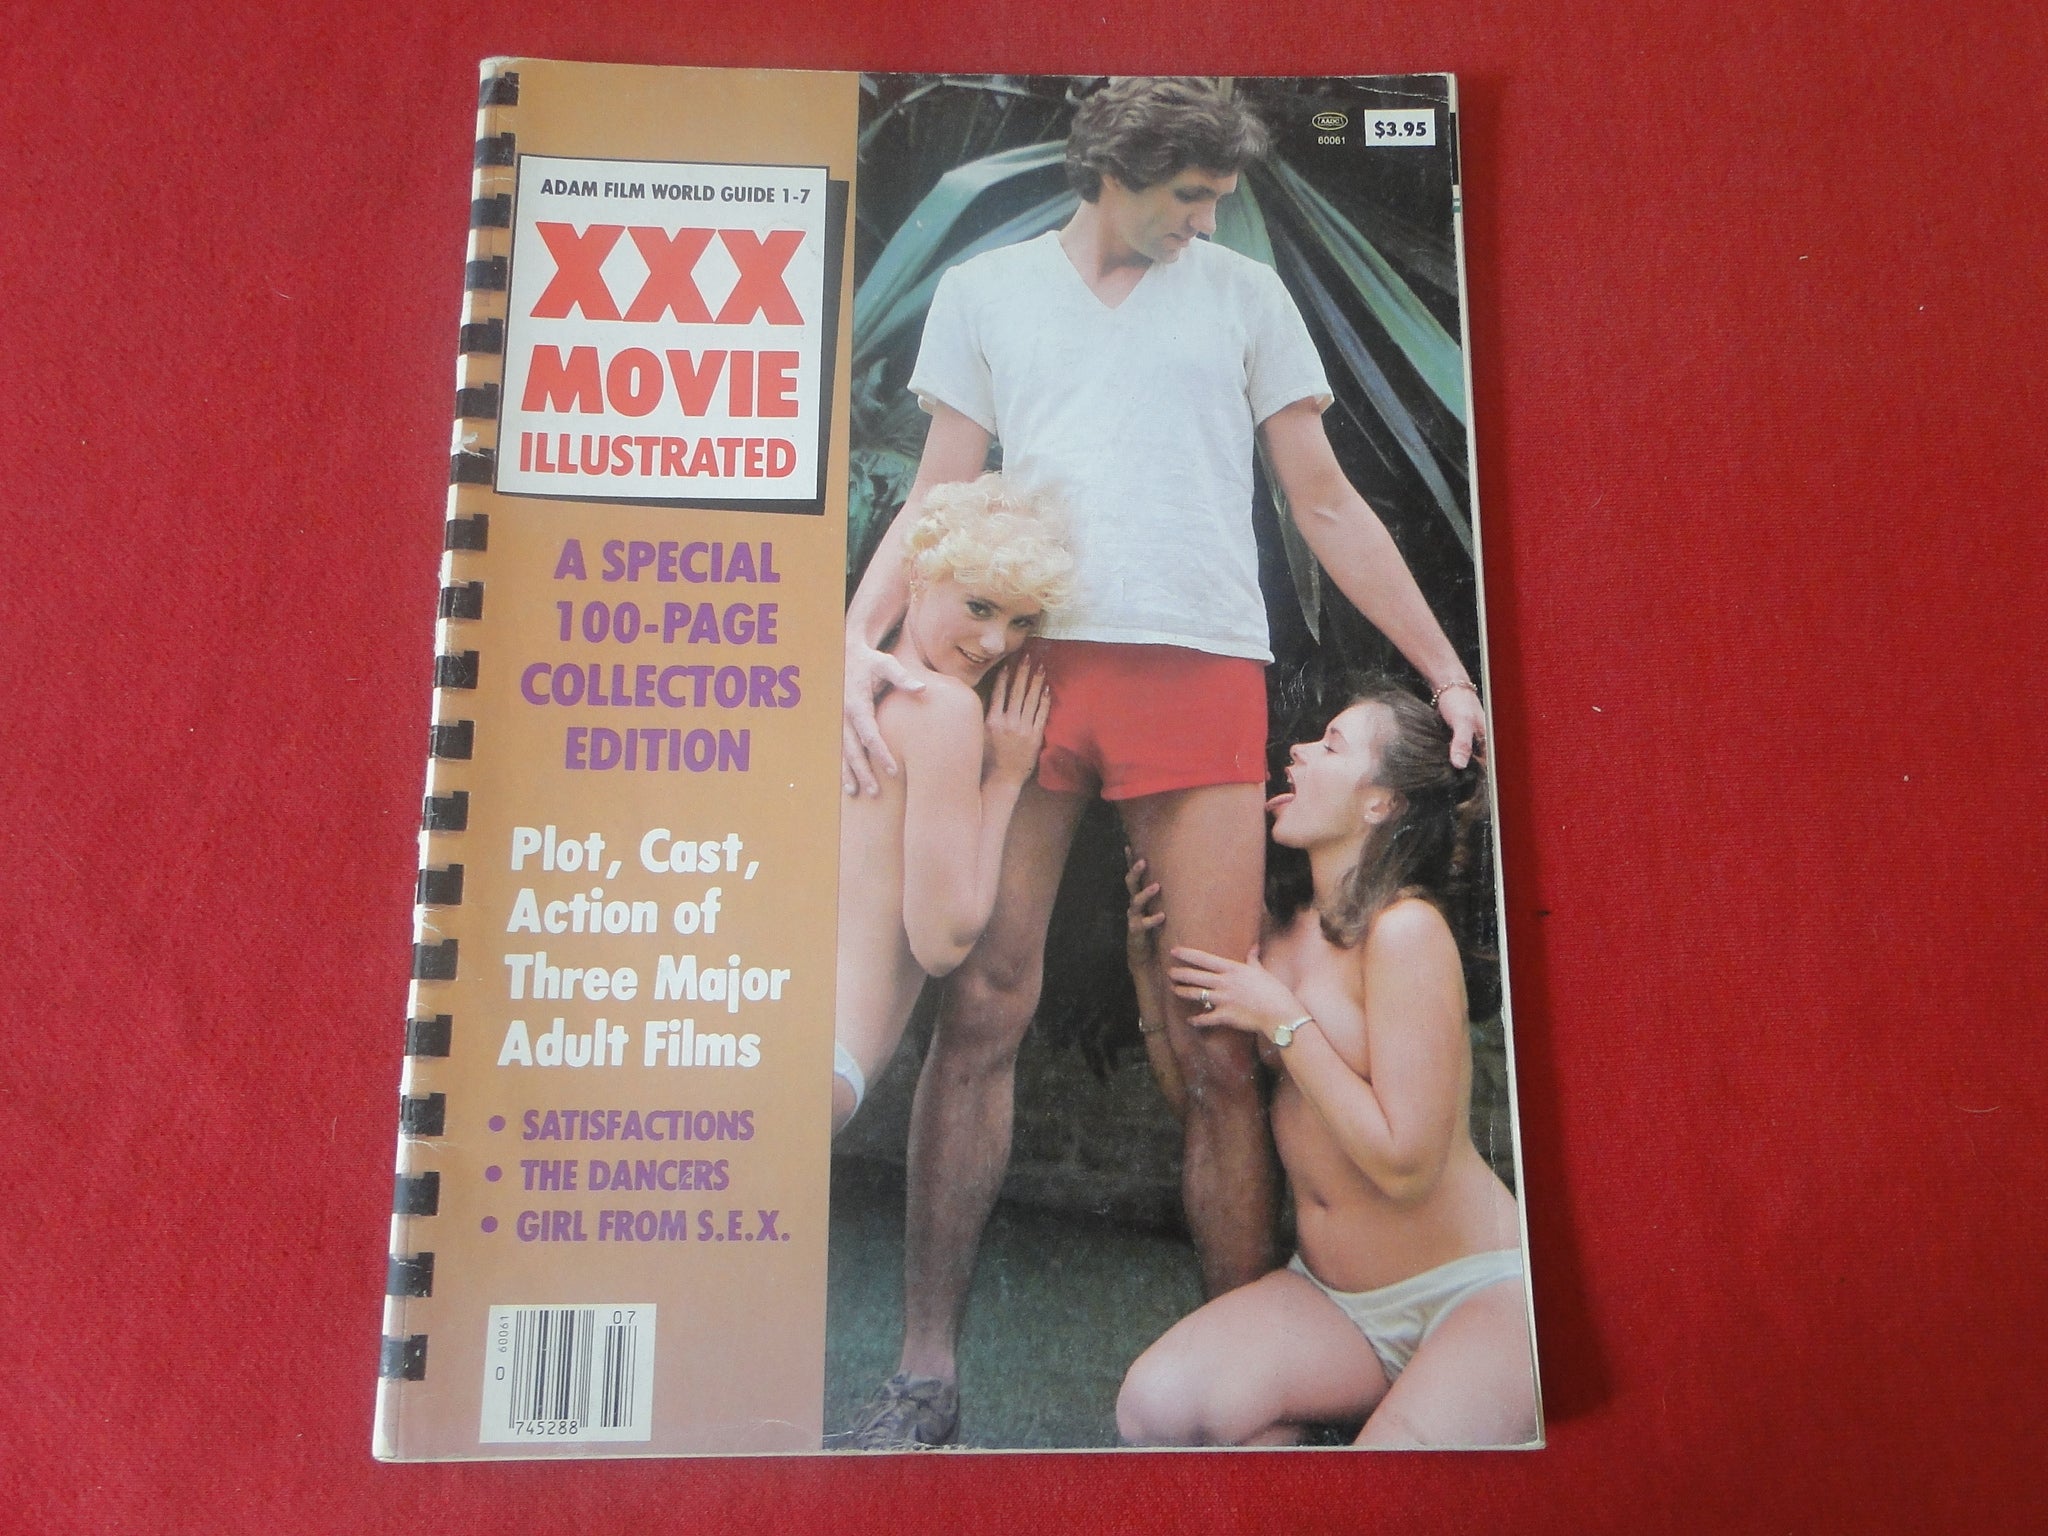 ADAM FILM WORLD GUIDE 1-7
XXX
MOVIE
ILLUSTRATED
A SPECIAL
100-PAGE
COLLECTORS
EDITION
Plot, Cast,
Action of
Three Major
Adult Films
• SATISFACTIONS
• THE DANCERS
• GIRL FROM S.E.X.
07
60061
0
745288
AADC
60061
$3.95